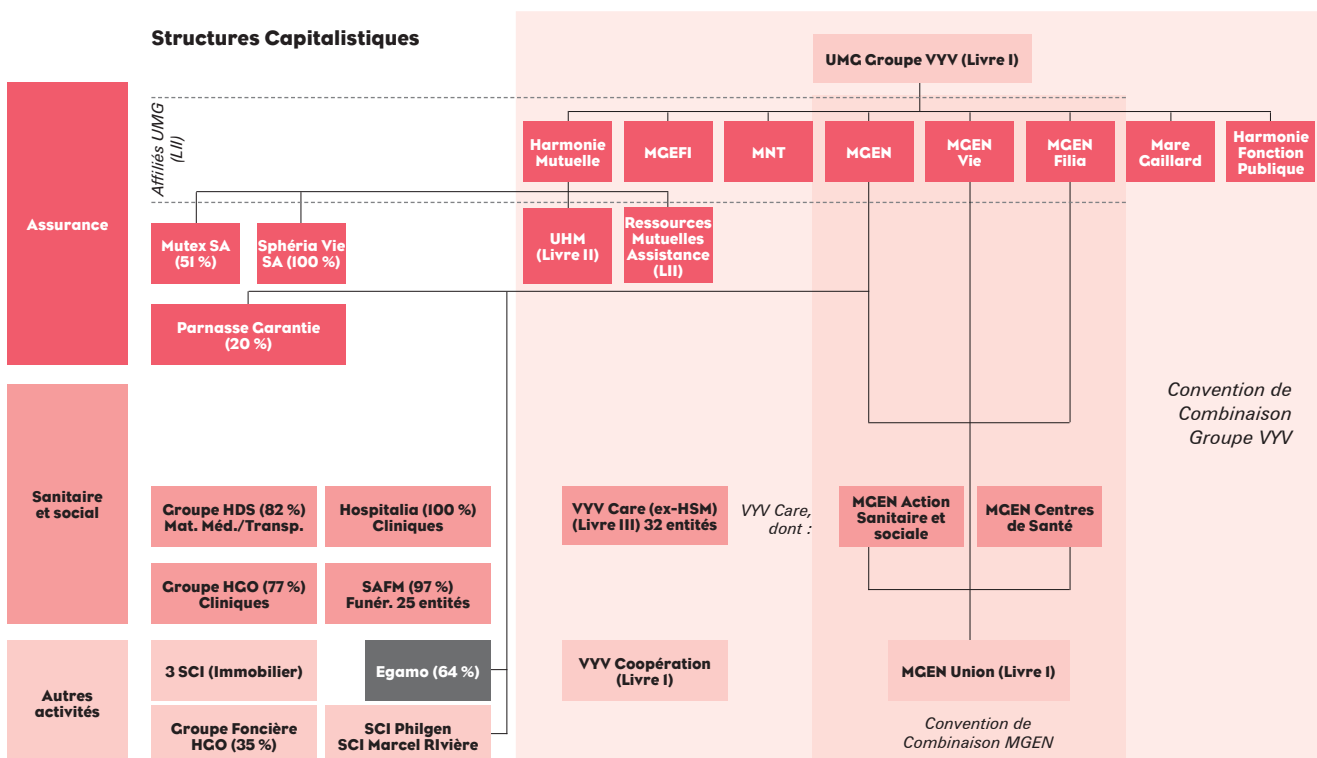 Structures Capitalistiques
UMG Groupe VYV (Livre I)
Affiliés UMG
(LII)
Harmonie
Mutuelle
MGEFI
MNT
MGEN
MGEN
Vie
MGEN
Filia
Mare
Gaillard
Harmonie
Fonction
Publique
Assurance
Mutex SA
(51 %)
Sphéria Vie
SA (100 %)
UHM
(Livre II)
Ressources
Mutuelles
Assistance
(LII)
Parnasse Garantie
(20 %)
Convention de
Combinaison
Groupe VYV
Sanitaire
et social
Groupe HDS (82 %)
Mat. Méd./Transp.
Hospitalia (100 %)
Cliniques
VYV Care (ex-HSM)
(Livre III) 32 entités
VYV Care,
dont :
MGEN Action
Sanitaire et
sociale
MGEN Centres
de Santé
Groupe HGO (77 %)
Cliniques
SAFM (97 %)
Funér. 25 entités
Autres
activités
3 SCI (Immobilier)
Egamo (64 %)
VYV Coopération
(Livre I)
MGEN Union (Livre I)
Groupe Foncière
HGO (35 %)
SCI Philgen
SCI Marcel RIvière
Convention de
Combinaison MGEN